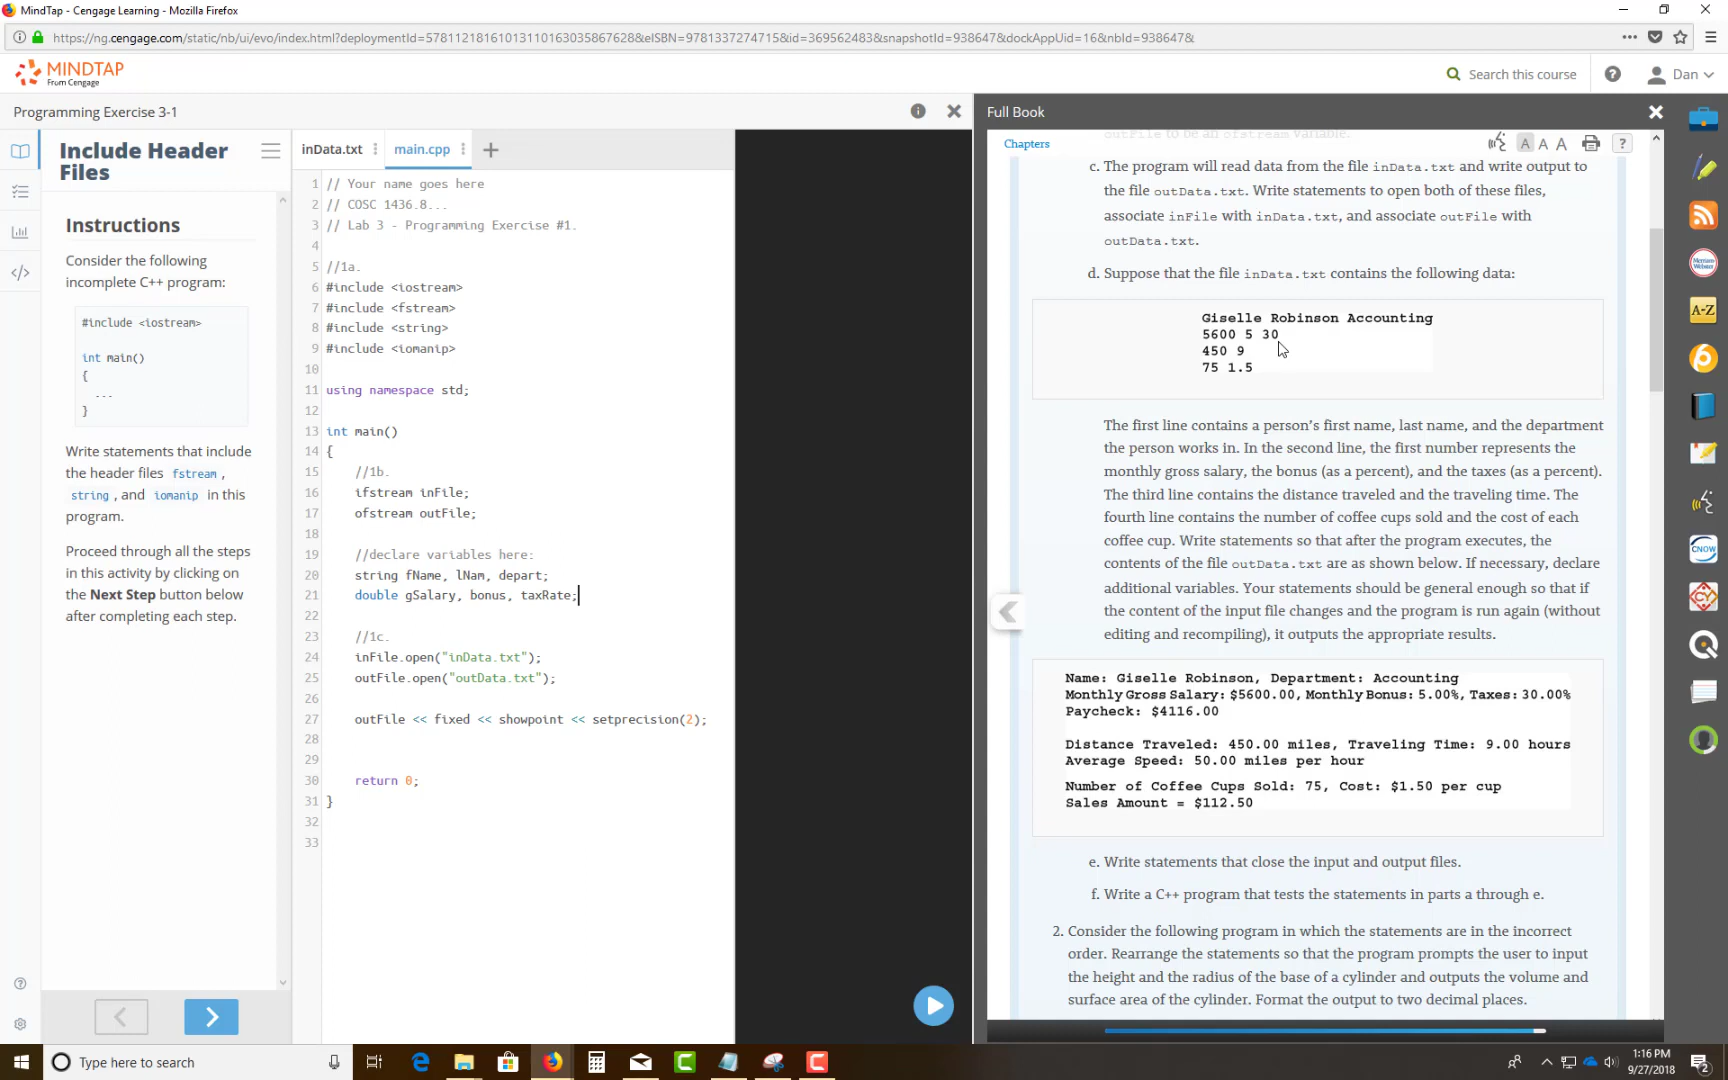 MindTap - Cengage Learning - Mozilla Firefox
https://ng.cengage.com/static/nb/ui/evo/index.html?deploymentId=57811218161013110163035867628&eISBN=9781337274715&id=369562483&snapshotId=938647&dockAppUid=16&nbId=938647&
MINDTAP
From Cengage
Search this course
Dan
Programming Exercise 3-1
Include Header
Files
Instructions
Consider the following
incomplete C++ program:
#include <iostream>
int main()
{
...
}
Write statements that include
the header files fstream,
string, and iomanip in this
program.
Proceed through all the steps
in this activity by clicking on
the Next Step button below
after completing each step.
inData.txt
main.cpp
1 // Your name goes here
2 // COSC 1436.8...
3 // Lab 3 - Programming Exercise #1.
4
5 //1a.
6 #include <iostream>
7 #include <fstream>
8 #include <string>
9 #include <iomanip>
10
11 using namespace std;
12
13 int main()
14 {
15 //1b.
16 ifstream inFile;
17 ofstream outFile;
18
19 //declare variables here:
20 string fName, lNam, depart;
21 double gSalary, bonus, taxRate;
22
23 //1c.
24 inFile.open("inData.txt");
25 outFile.open("outData.txt");
26
27 outFile << fixed << showpoint << setprecision(2);
28
29
30 return 0;
31 }
32
33
Full Book
Chapters
A A A
?
outFile to be an ofstream variable.
c. The program will read data from the file inData.txt and write output to
the file outData.txt. Write statements to open both of these files,
associate inFile with inData.txt, and associate outFile with
outData.txt.
d. Suppose that the file inData.txt contains the following data:
Giselle Robinson Accounting
5600 5 30
450 9
75 1.5
The first line contains a person's first name, last name, and the department
the person works in. In the second line, the first number represents the
monthly gross salary, the bonus (as a percent), and the taxes (as a percent).
The third line contains the distance traveled and the traveling time. The
fourth line contains the number of coffee cups sold and the cost of each
coffee cup. Write statements so that after the program executes, the
contents of the file outData.txt are as shown below. If necessary, declare
additional variables. Your statements should be general enough so that if
the content of the input file changes and the program is run again (without
editing and recompiling), it outputs the appropriate results.
Name: Giselle Robinson, Department: Accounting
Monthly Gross Salary: $5600.00, Monthly Bonus: 5.00%, Taxes: 30.00%
Paycheck: $4116.00
Distance Traveled: 450.00 miles, Traveling Time: 9.00 hours
Average Speed: 50.00 miles per hour
Number of Coffee Cups Sold: 75, Cost: $1.50 per cup
Sales Amount = $112.50
e. Write statements that close the input and output files.
f. Write a C++ program that tests the statements in parts a through e.
2. Consider the following program in which the statements are in the incorrect
order. Rearrange the statements so that the program prompts the user to input
the height and the radius of the base of a cylinder and outputs the volume and
surface area of the cylinder. Format the output to two decimal places.
A-Z
CNOW
Type here to search
1:16 PM
9/27/2018
2